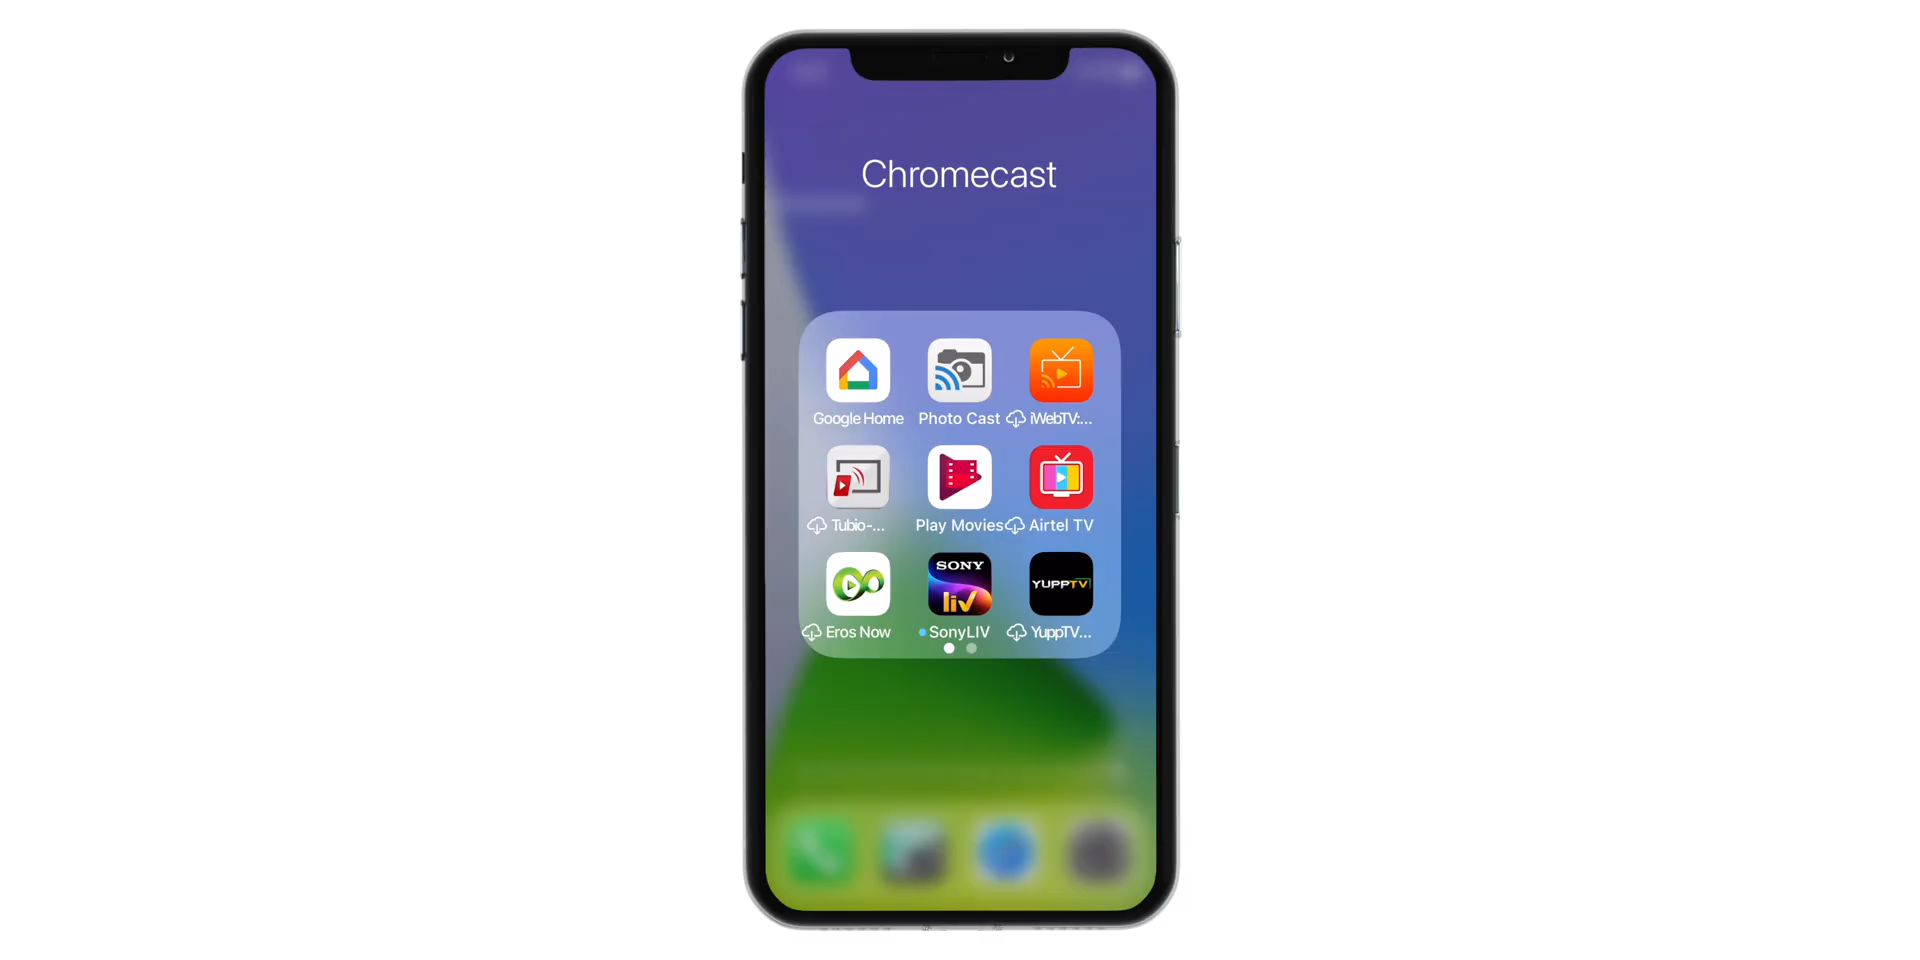 Chromecast
Google Home
Photo Cast
iWebTV:...
Tubio-...
Play Movies
Airtel TV
SONY
liv
YUPPTV
Eros Now
SonyLIV
YuppTV...